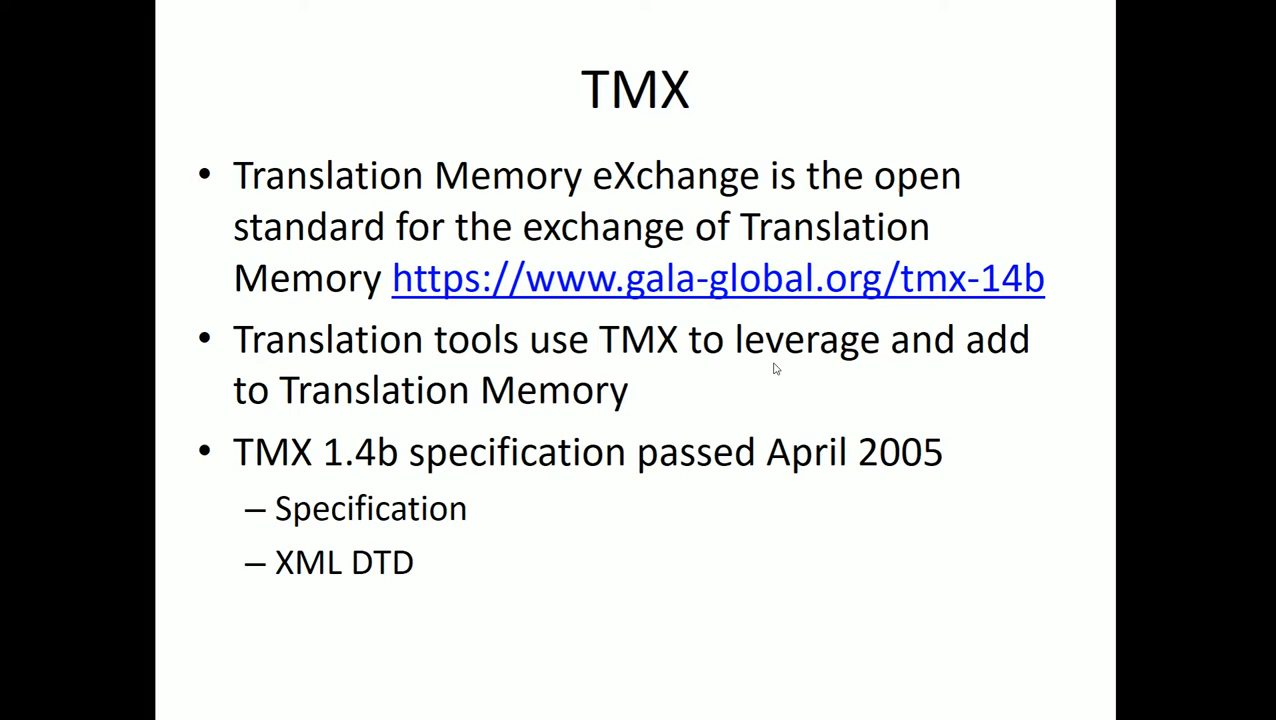 TMX
• Translation Memory eXchange is the open
standard for the exchange of Translation
Memory https://www.gala-global.org/tmx-14b
• Translation tools use TMX to leverage and add
to Translation Memory
• TMX 1.4b specification passed April 2005
– Specification
– XML DTD